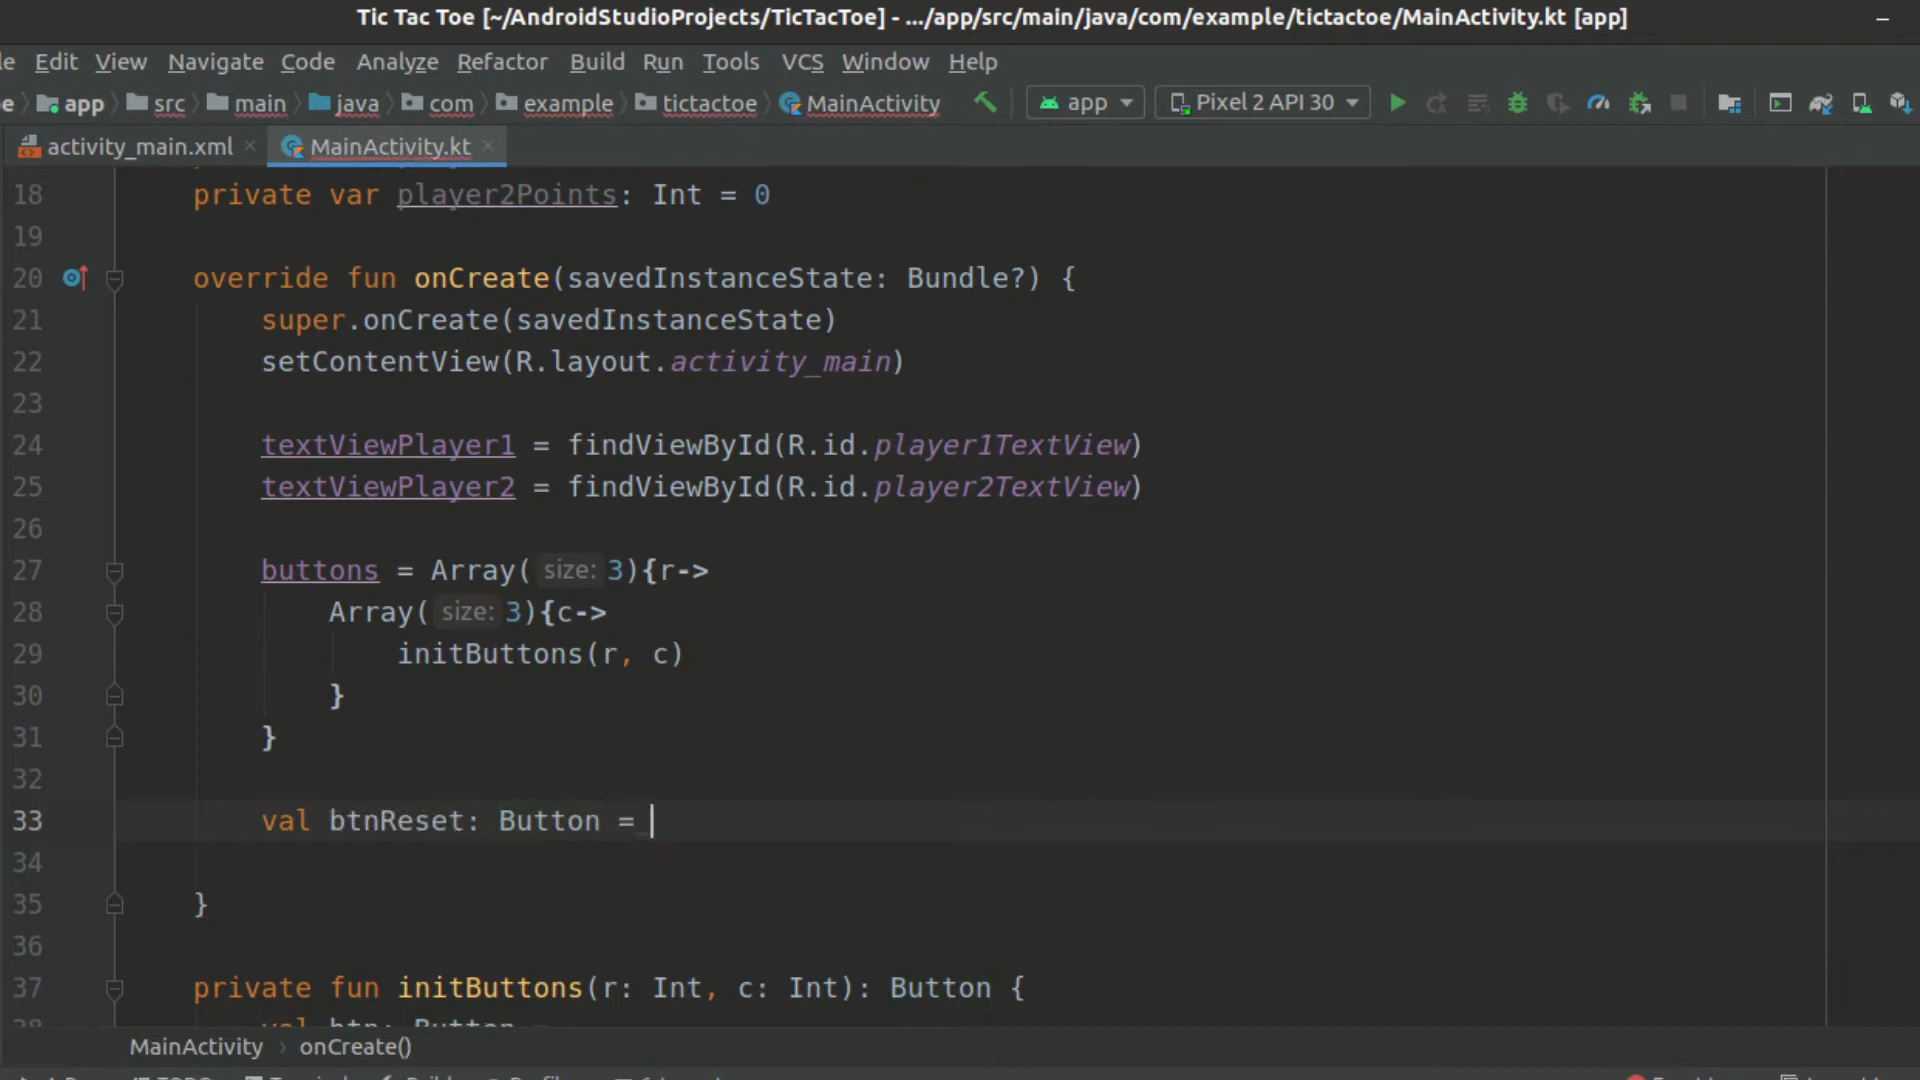 Tic Tac Toe [~/AndroidStudioProjects/TicTacToe] - .../app/src/main/java/com/example/tictactoe/MainActivity.kt [app]
le Edit View Navigate Code Analyze Refactor Build Run Tools VCS Window Help
e app src main java com example tictactoe MainActivity app Pixel 2 API 30
activity_main.xml MainActivity.kt
18 private var player2Points: Int = 0
19
20 override fun onCreate(savedInstanceState: Bundle?) {
21 super.onCreate(savedInstanceState)
22 setContentView(R.layout.activity_main)
23
24 textViewPlayer1 = findViewById(R.id.player1TextView)
25 textViewPlayer2 = findViewById(R.id.player2TextView)
26
27 buttons = Array( size: 3){r->
28 Array( size: 3){c->
29 initButtons(r, c)
30 }
31 }
32
33 val btnReset: Button =
34
35 }
36
37 private fun initButtons(r: Int, c: Int): Button {
38 val btn: Button =
MainActivity › onCreate()